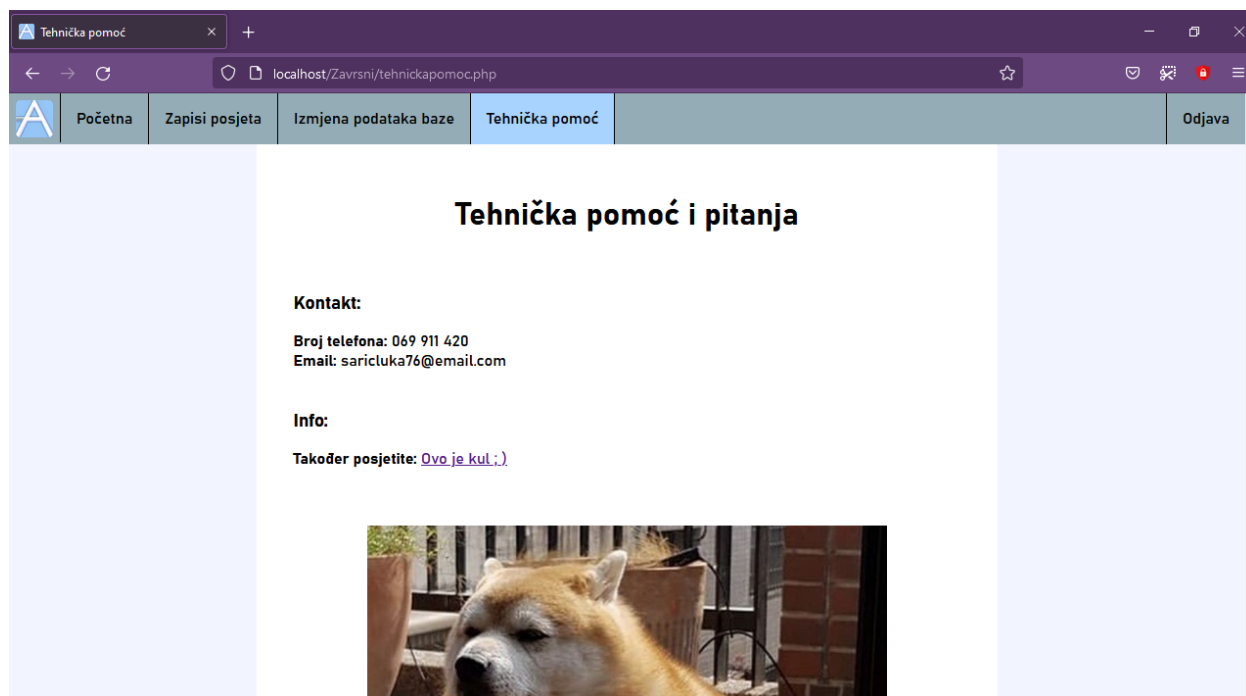 Tehnička pomoć
localhost/Zavrsni/tehnickapomoc.php
Početna Zapisi posjeta Izmjena podataka baze Tehnička pomoć Odjava
Tehnička pomoć i pitanja
Kontakt:
Broj telefona: 069 911 420
Email: saricluka76@email.com
Info:
Također posjetite: Ovo je kul ; )